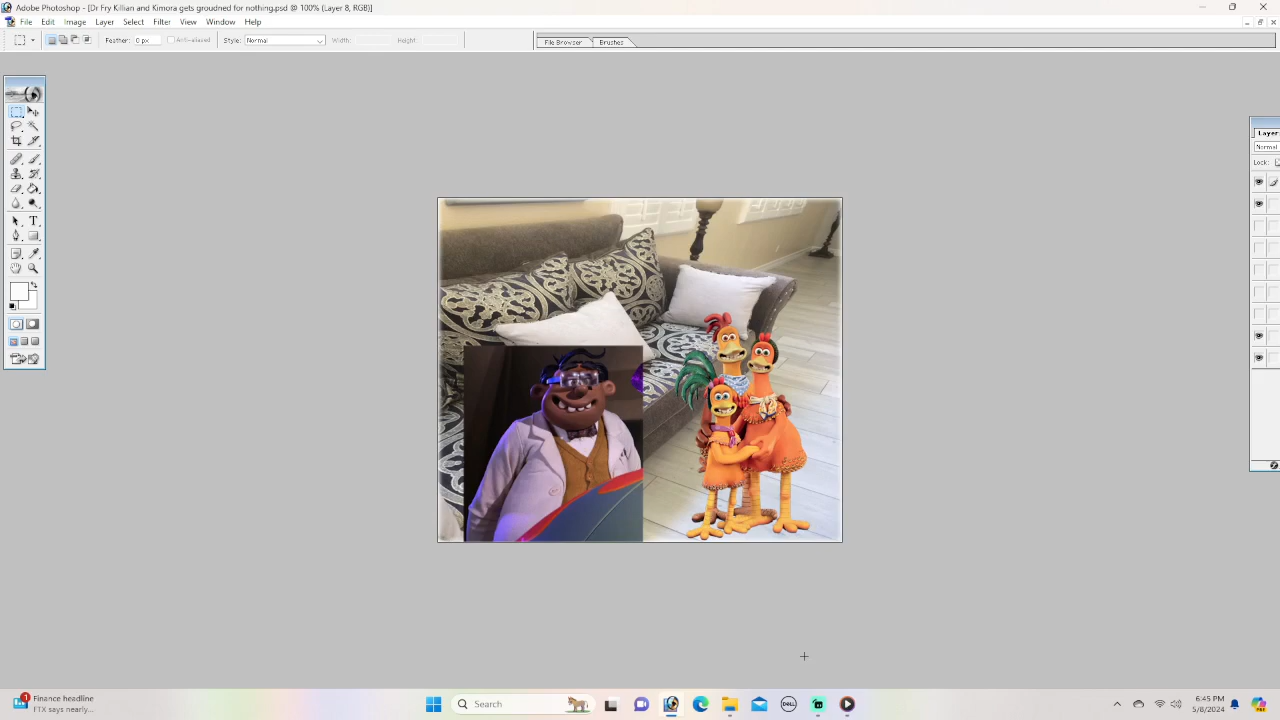 Adobe Photoshop - [Dr Fry Killian and Kimora gets groudned for nothing.psd @ 100% (Layer 8, RGB)]
File Edit Image Layer Select Filter View Window Help
Feather: 0 px Anti-aliased Style: Normal Width: Height: File Browser Brushes
Layer
Normal
Lock:
Finance headline
FTX says nearly...
Search
DELL
6:45 PM
5/8/2024